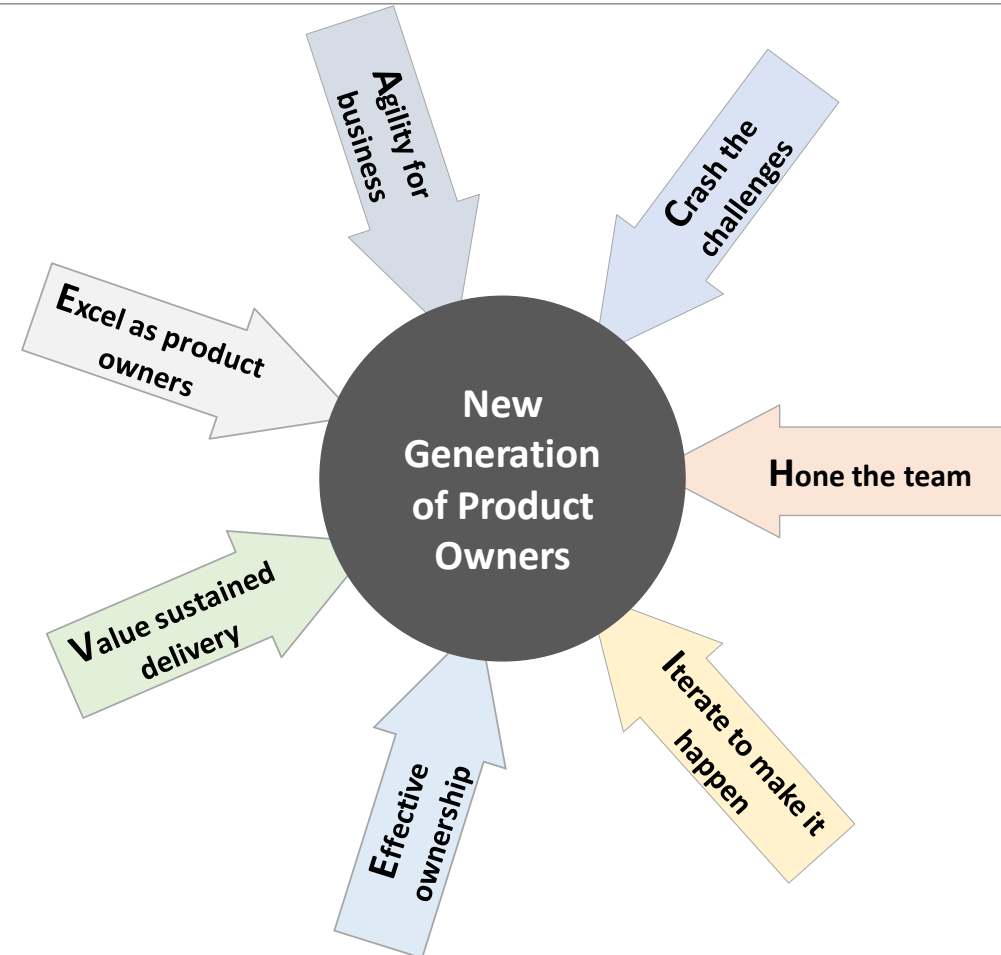 Agility for
business
Crash the
challenges
Hone the team
Iterate to make it
happen
Effective
ownership
Value sustained
delivery
Excel as product
owners
New
Generation
of Product
Owners